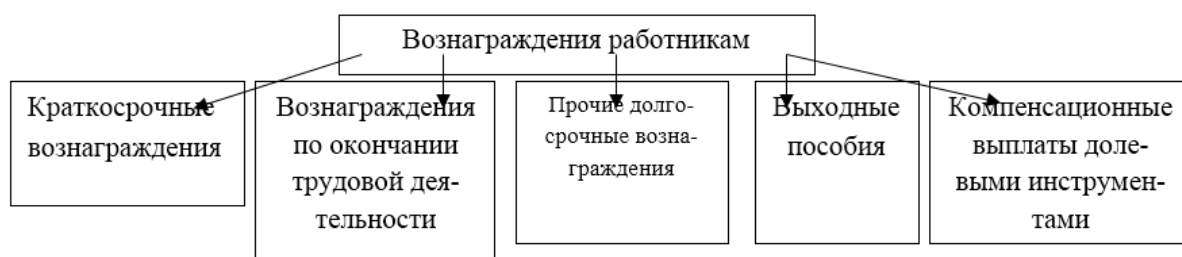 Вознаграждения работникам
Краткосрочные
вознаграждения
Вознаграждения
по окончании
трудовой дея-
тельности
Прочие долго-
срочные возна-
граждения
Выходные
пособия
Компенсационные
выплаты доле-
выми инструмен-
тами